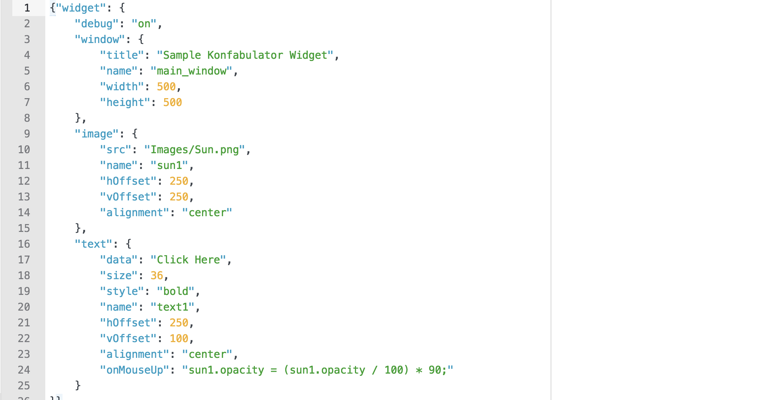 1 {"widget": {
2     "debug": "on",
3     "window": {
4         "title": "Sample Konfabulator Widget",
5         "name": "main_window",
6         "width": 500,
7         "height": 500
8     },
9     "image": {
10         "src": "Images/Sun.png",
11         "name": "sun1",
12         "hOffset": 250,
13         "vOffset": 250,
14         "alignment": "center"
15     },
16     "text": {
17         "data": "Click Here",
18         "size": 36,
19         "style": "bold",
20         "name": "text1",
21         "hOffset": 250,
22         "vOffset": 100,
23         "alignment": "center",
24         "onMouseUp": "sun1.opacity = (sun1.opacity / 100) * 90;"
25     }
26 }}